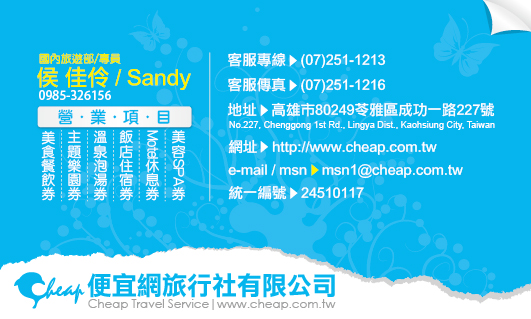 國內旅遊部/專員
侯 佳伶 / Sandy
0985-326156
營・業・項・目
美食餐飲券
主題樂園券
溫泉泡湯券
飯店住宿券
Motel休息券
美容SPA券
客服專線▶(07)251-1213
客服傳真▶(07)251-1216
地址▶高雄市80249苓雅區成功一路227號
No.227, Chenggong 1st Rd., Lingya Dist., Kaohsiung City, Taiwan
網址▶http://www.cheap.com.tw
e-mail / msn▶msn1@cheap.com.tw
統一編號▶24510117
Cheap 便宜網旅行社有限公司
Cheap Travel Service|www.cheap.com.tw